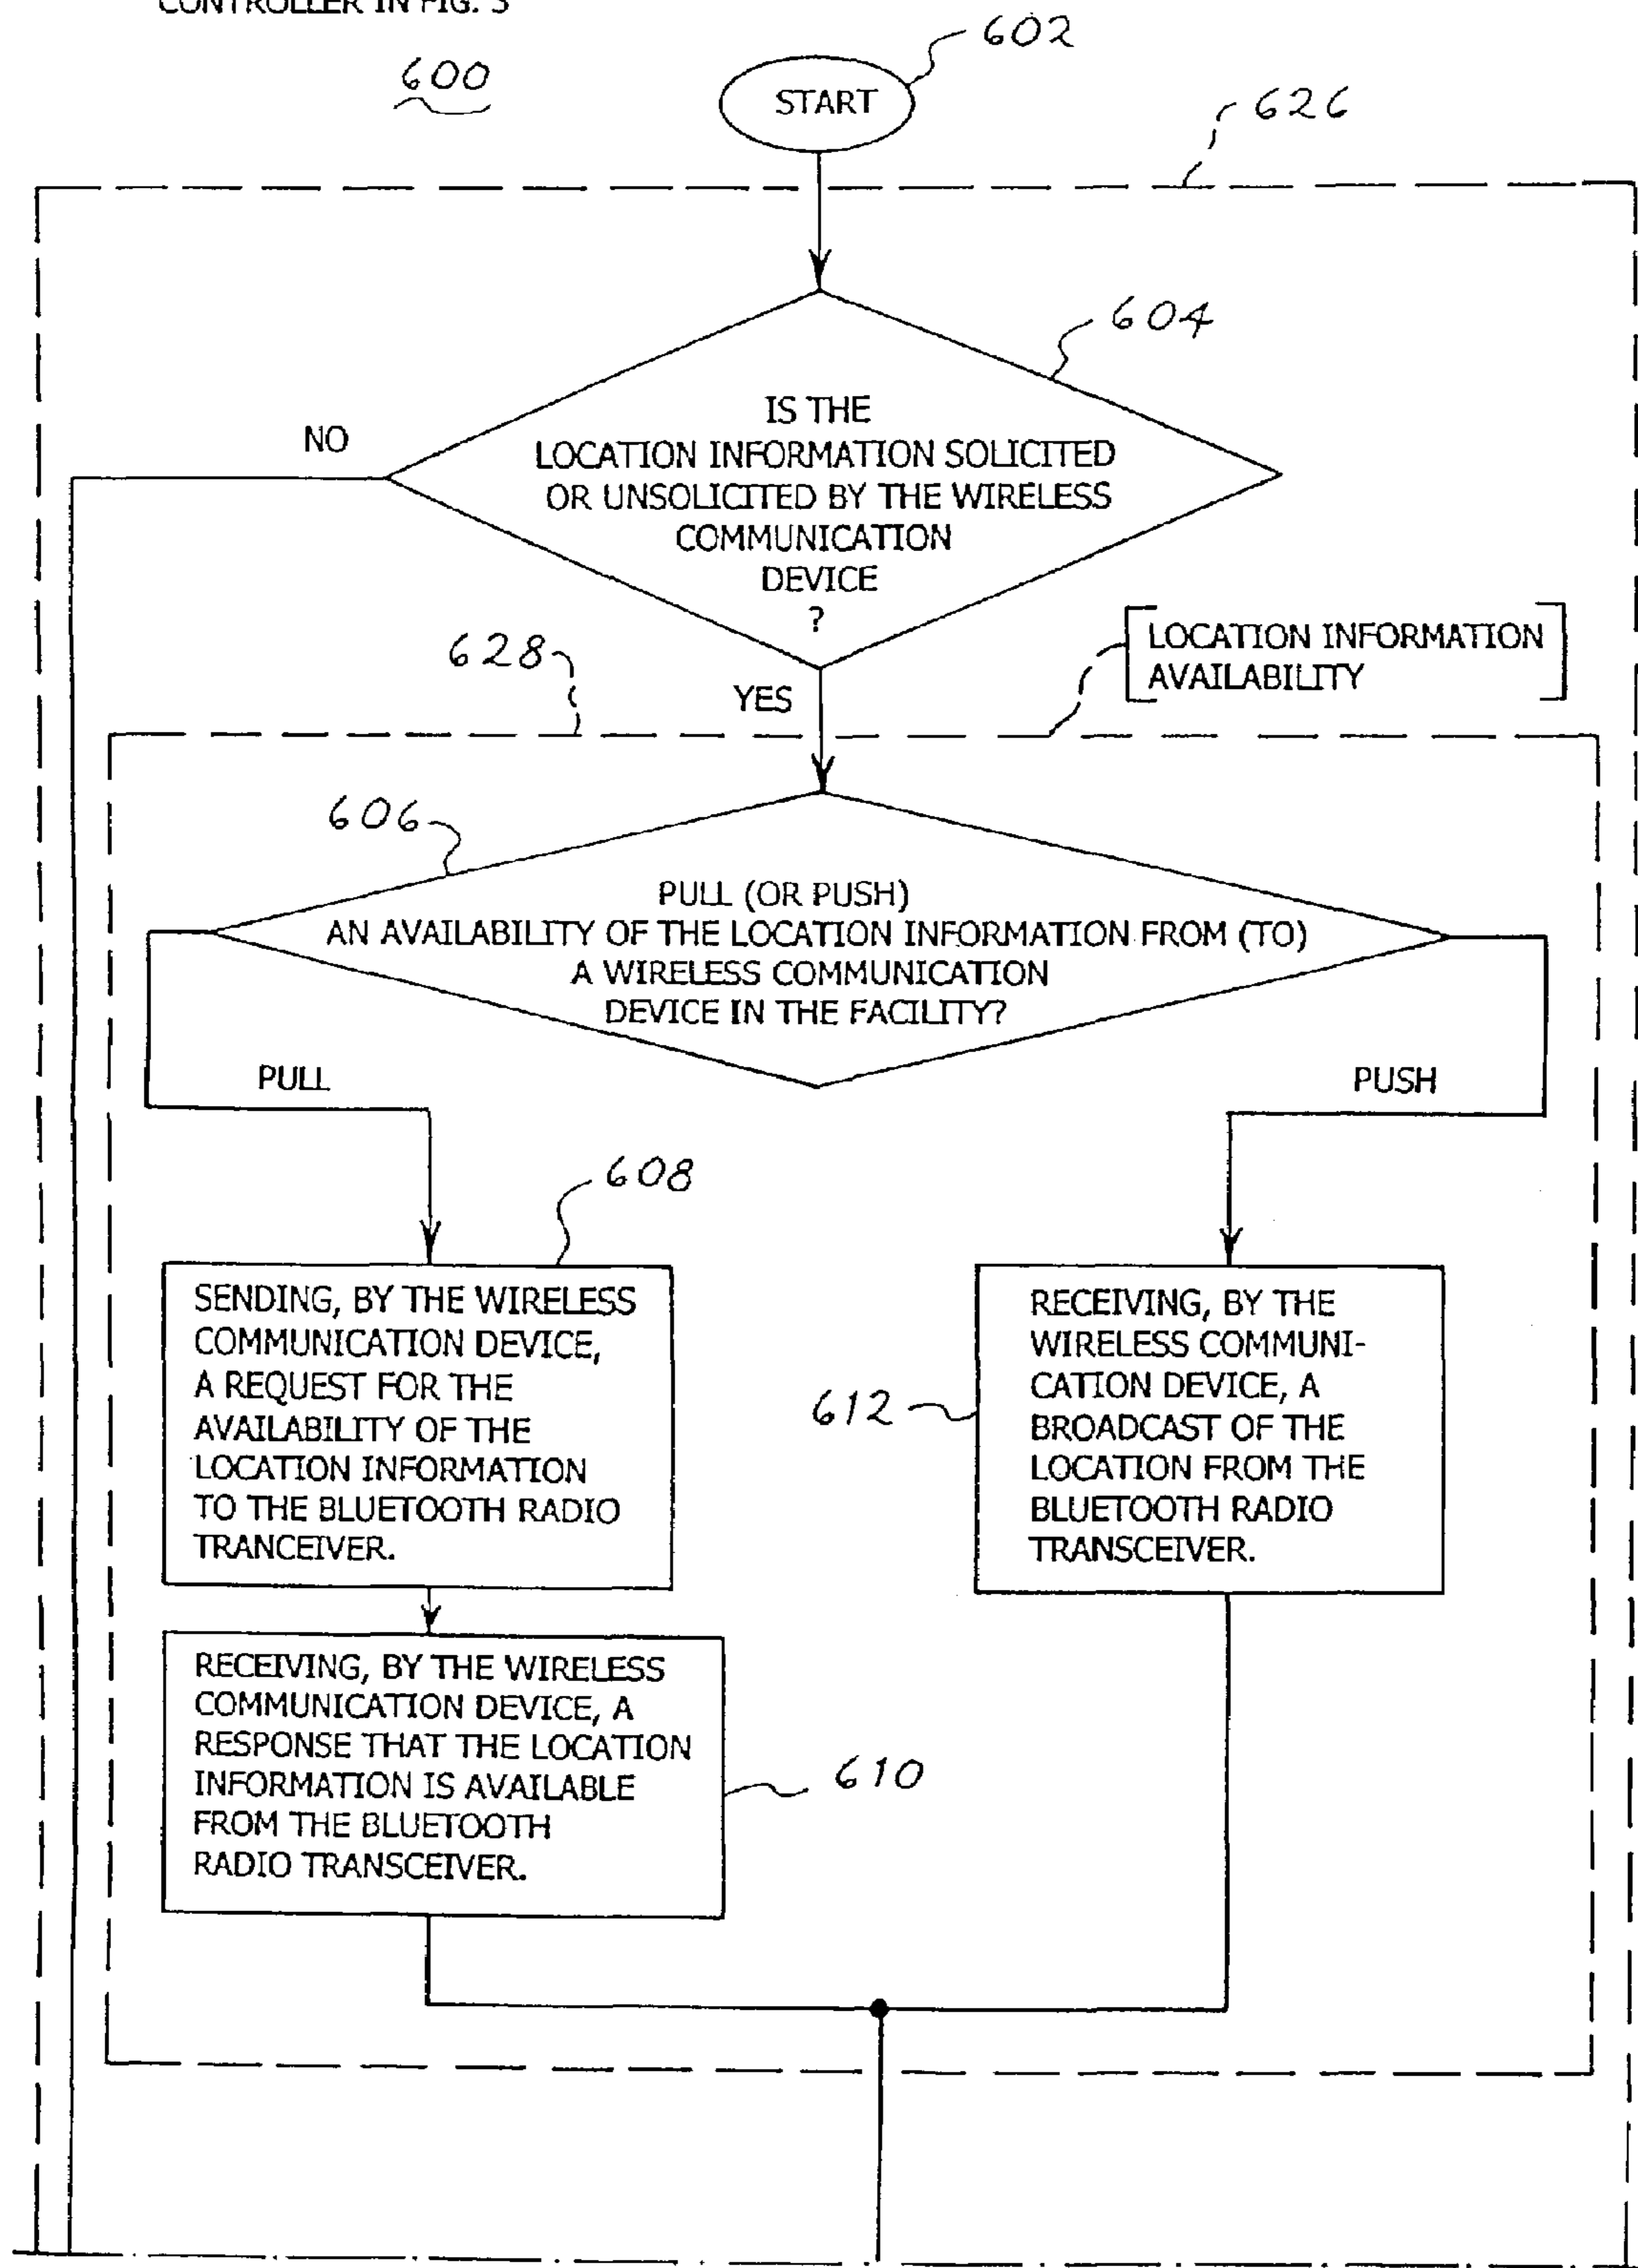 CONTROLLER IN FIG. 3
602
600
START
626
604
NO
IS THE
LOCATION INFORMATION SOLICITED
OR UNSOLICITED BY THE WIRELESS
COMMUNICATION
DEVICE
?
628
YES
LOCATION INFORMATION
AVAILABILITY
606
PULL (OR PUSH)
AN AVAILABILITY OF THE LOCATION INFORMATION FROM (TO)
A WIRELESS COMMUNICATION
DEVICE IN THE FACILITY?
PULL
PUSH
608
SENDING, BY THE WIRELESS
COMMUNICATION DEVICE,
A REQUEST FOR THE
AVAILABILITY OF THE
LOCATION INFORMATION
TO THE BLUETOOTH RADIO
TRANCEIVER.
612
RECEIVING, BY THE
WIRELESS COMMUNI-
CATION DEVICE, A
BROADCAST OF THE
LOCATION FROM THE
BLUETOOTH RADIO
TRANSCEIVER.
RECEIVING, BY THE WIRELESS
COMMUNICATION DEVICE, A
RESPONSE THAT THE LOCATION
INFORMATION IS AVAILABLE
FROM THE BLUETOOTH
RADIO TRANSCEIVER.
610